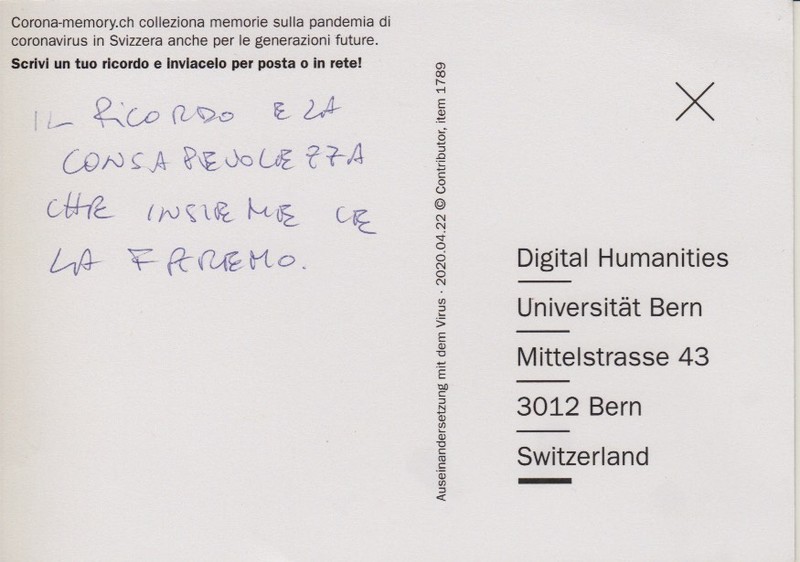 Corona-memory.ch colleziona memorie sulla pandemia di
coronavirus in Svizzera anche per le generazioni future.
Scrivi un tuo ricordo e inviacelo per posta o in rete!
IL RICORDO E LA
CONSAPEVOLEZZA
CHE INSIEME CE
LA FAREMO.
Auseinandersetzung mit dem Virus · 2020.04.22 © Contributor, item 1789
Digital Humanities
Universität Bern
Mittelstrasse 43
3012 Bern
Switzerland